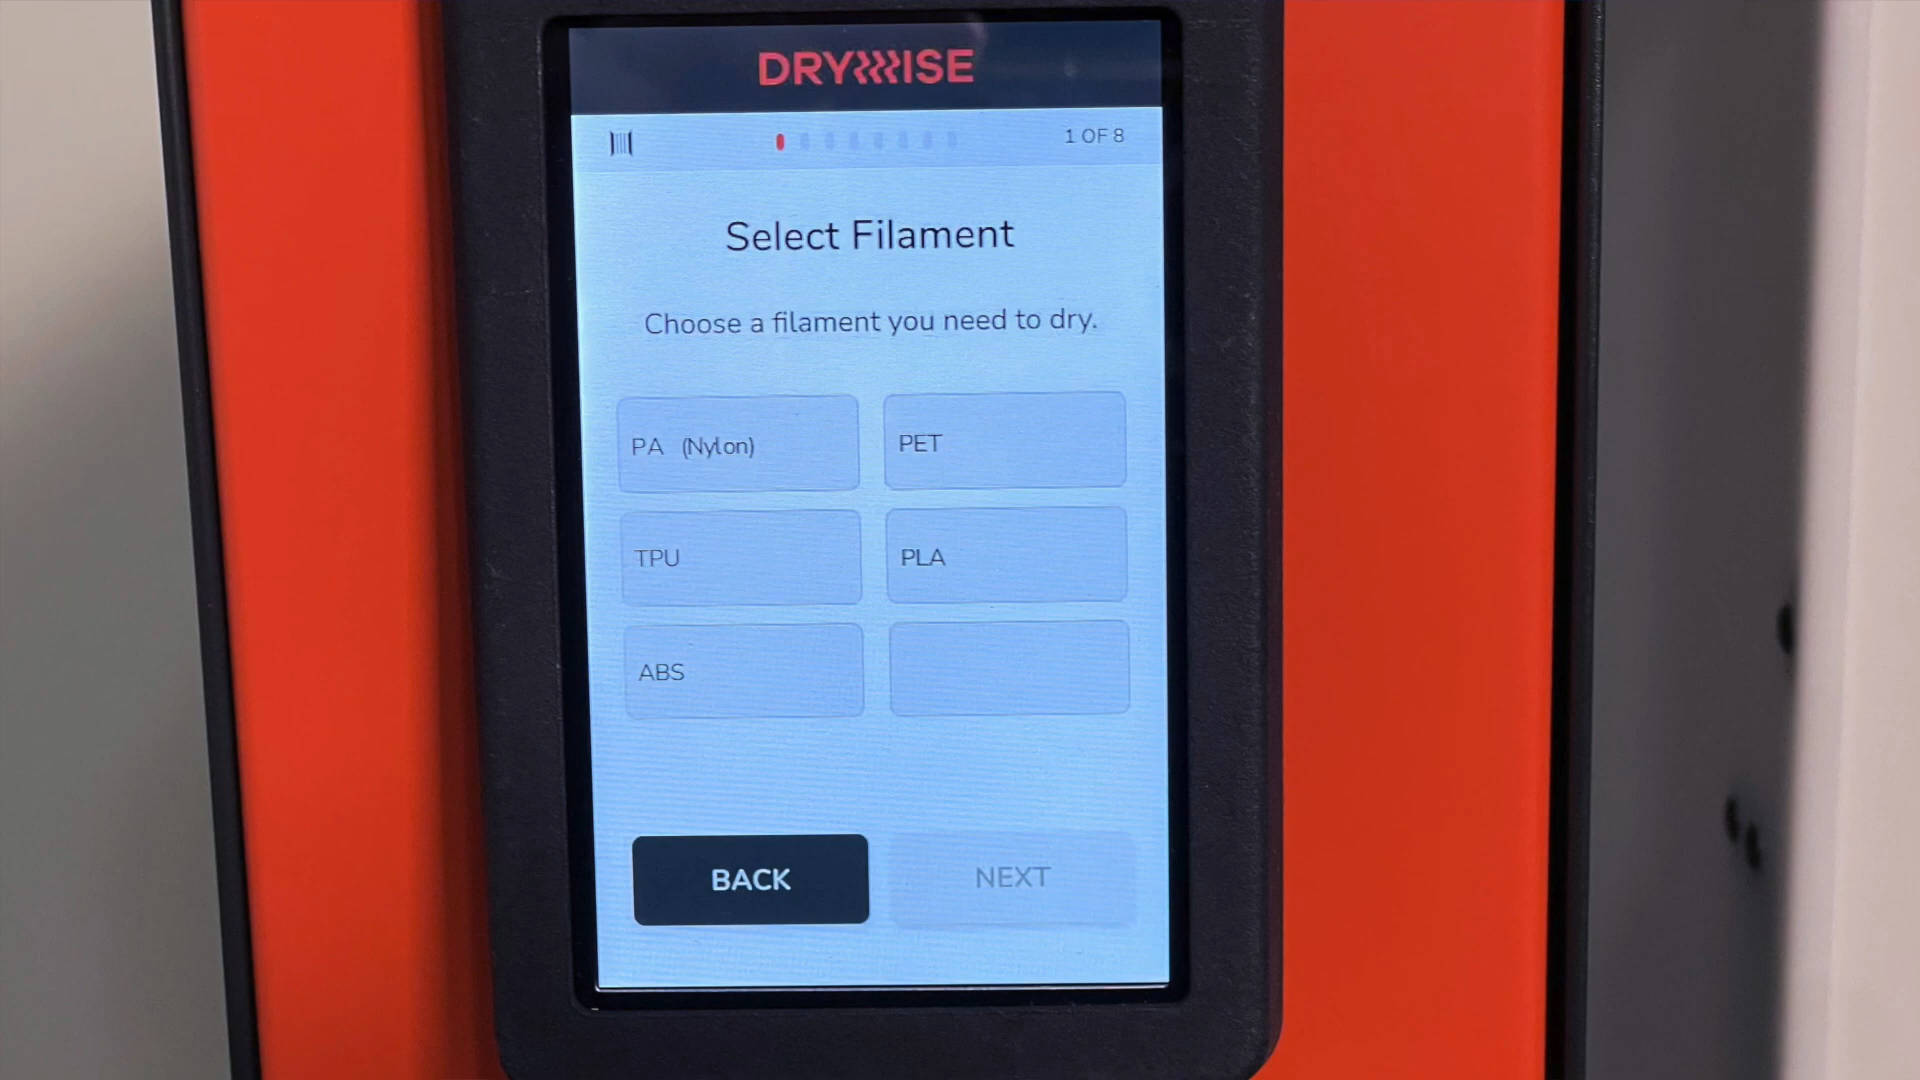 DRYWISE
1 OF 8
Select Filament
Choose a filament you need to dry.
PA (Nylon)
PET
TPU
PLA
ABS
BACK
NEXT